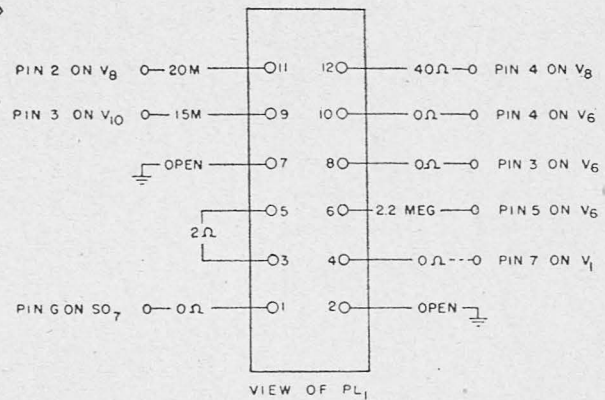 PIN 2 ON V8 20M 11 12 40Ω PIN 4 ON V8
PIN 3 ON V10 15M 9 10 0Ω PIN 4 ON V6
OPEN 7 8 0Ω PIN 3 ON V6
5 6 2.2 MEG PIN 5 ON V6
2Ω
3 4 0Ω PIN 7 ON V1
PIN G ON SO7 0Ω 1 2 OPEN
VIEW OF PL1